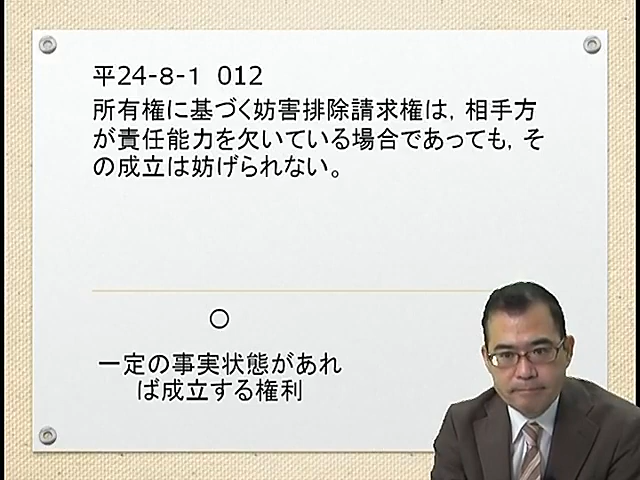 平24-8-1 012
所有権に基づく妨害排除請求権は，相手方
が責任能力を欠いている場合であっても，そ
の成立は妨げられない。
○
一定の事実状態があれ
ば成立する権利